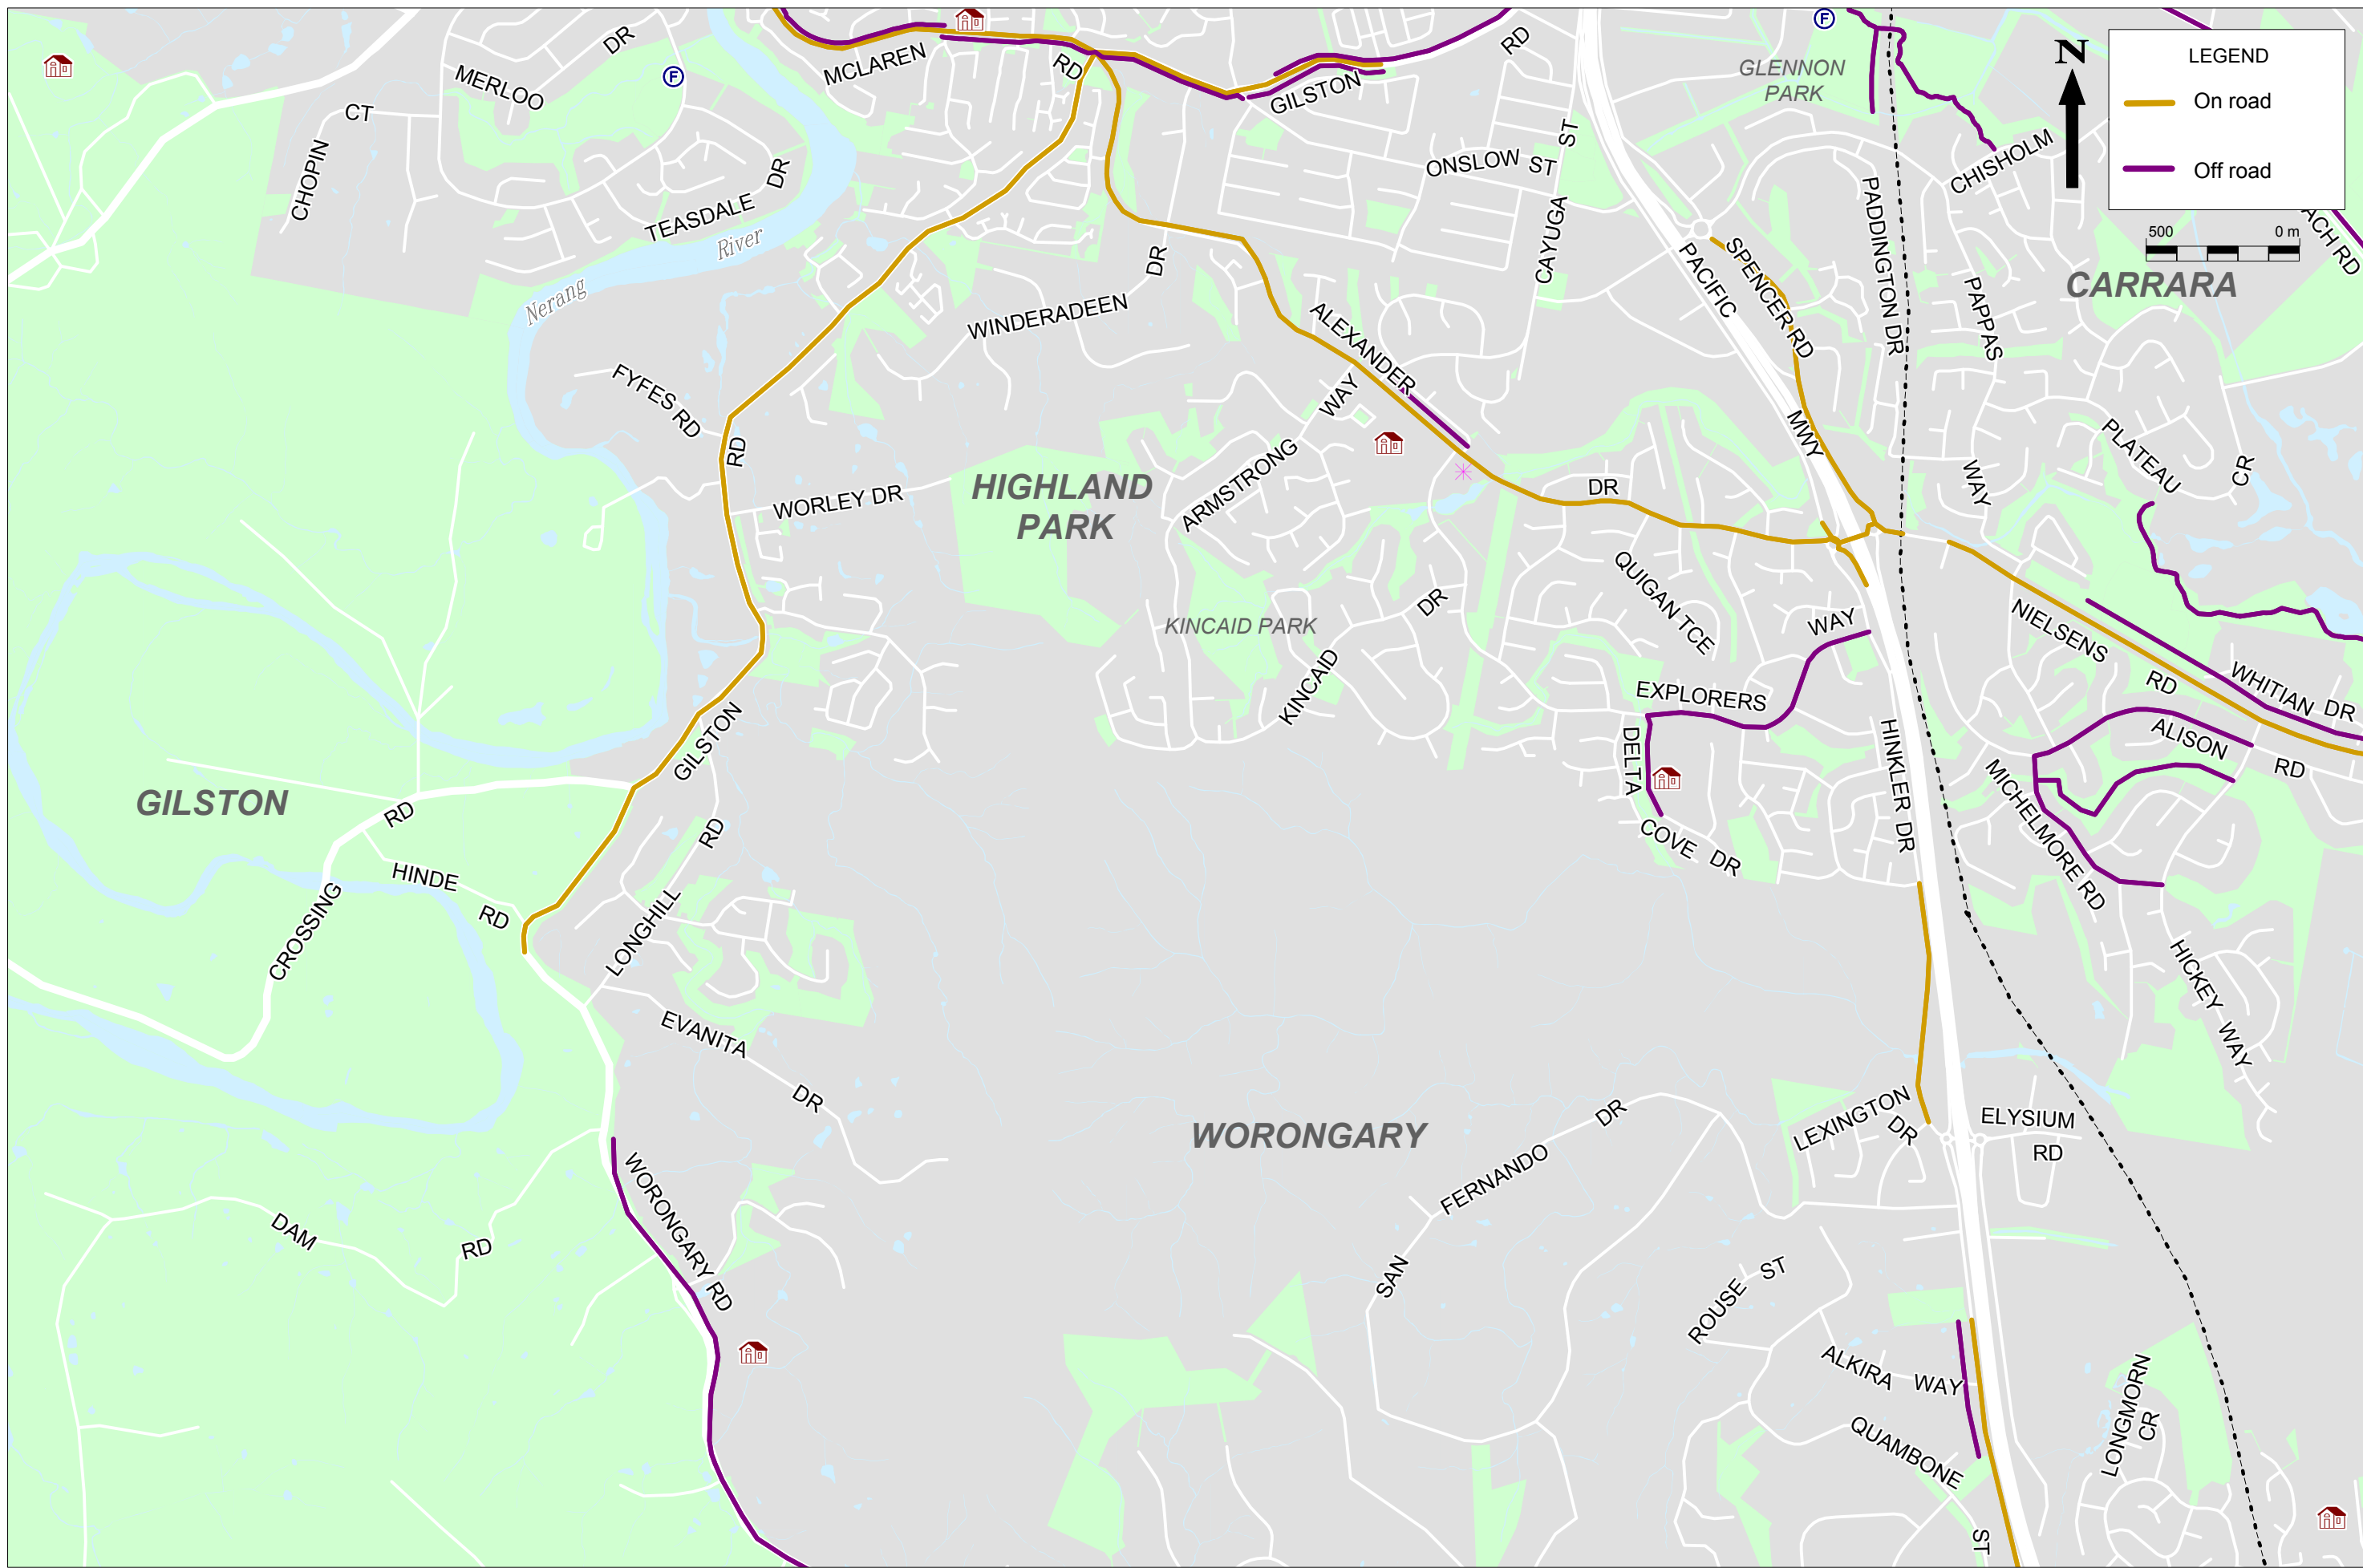 N
LEGEND
On road
Off road
500
0 m
MERLOO
DR
CT
CHOPIN
MCLAREN
RD
GILSTON
RD
GLENNON
PARK
CHISHOLM
ACH RD
CARRARA
TEASDALE
DR
River
Nerang
ONSLOW
ST
ST
CAYUGA
PACIFIC
MWY
SPENCER RD
PADDINGTON DR
PAPPAS
WAY
PLATEAU
CR
WINDERADEEN
DR
FYFES RD
RD
GILSTON
WORLEY DR
HIGHLAND
PARK
ALEXANDER
DR
ARMSTRONG
WAY
KINCAID PARK
KINCAID
DR
QUIGAN TCE
EXPLORERS
WAY
DELTA
COVE
DR
HINKLER
DR
NIELSENS
RD
WHITIAN
DR
ALISON
RD
MICHELMORE RD
HICKEY
WAY
GILSTON
CROSSING
RD
HINDE
RD
LONGHILL
RD
EVANITA
DR
WORONGARY
DAM
RD
WORONGARY RD
SAN
FERNANDO
DR
LEXINGTON
DR
ELYSIUM
RD
ROUSE
ST
ALKIRA
WAY
QUAMBONE
ST
LONGMORN
CR
F
F